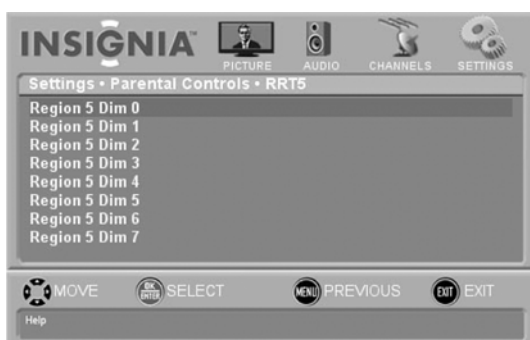 INSIGNIA™
PICTURE AUDIO CHANNELS SETTINGS
Settings • Parental Controls • RRT5
Region 5 Dim 0
Region 5 Dim 1
Region 5 Dim 2
Region 5 Dim 3
Region 5 Dim 4
Region 5 Dim 5
Region 5 Dim 6
Region 5 Dim 7
MOVE OK ENTER SELECT MENU PREVIOUS EXIT EXIT
Help